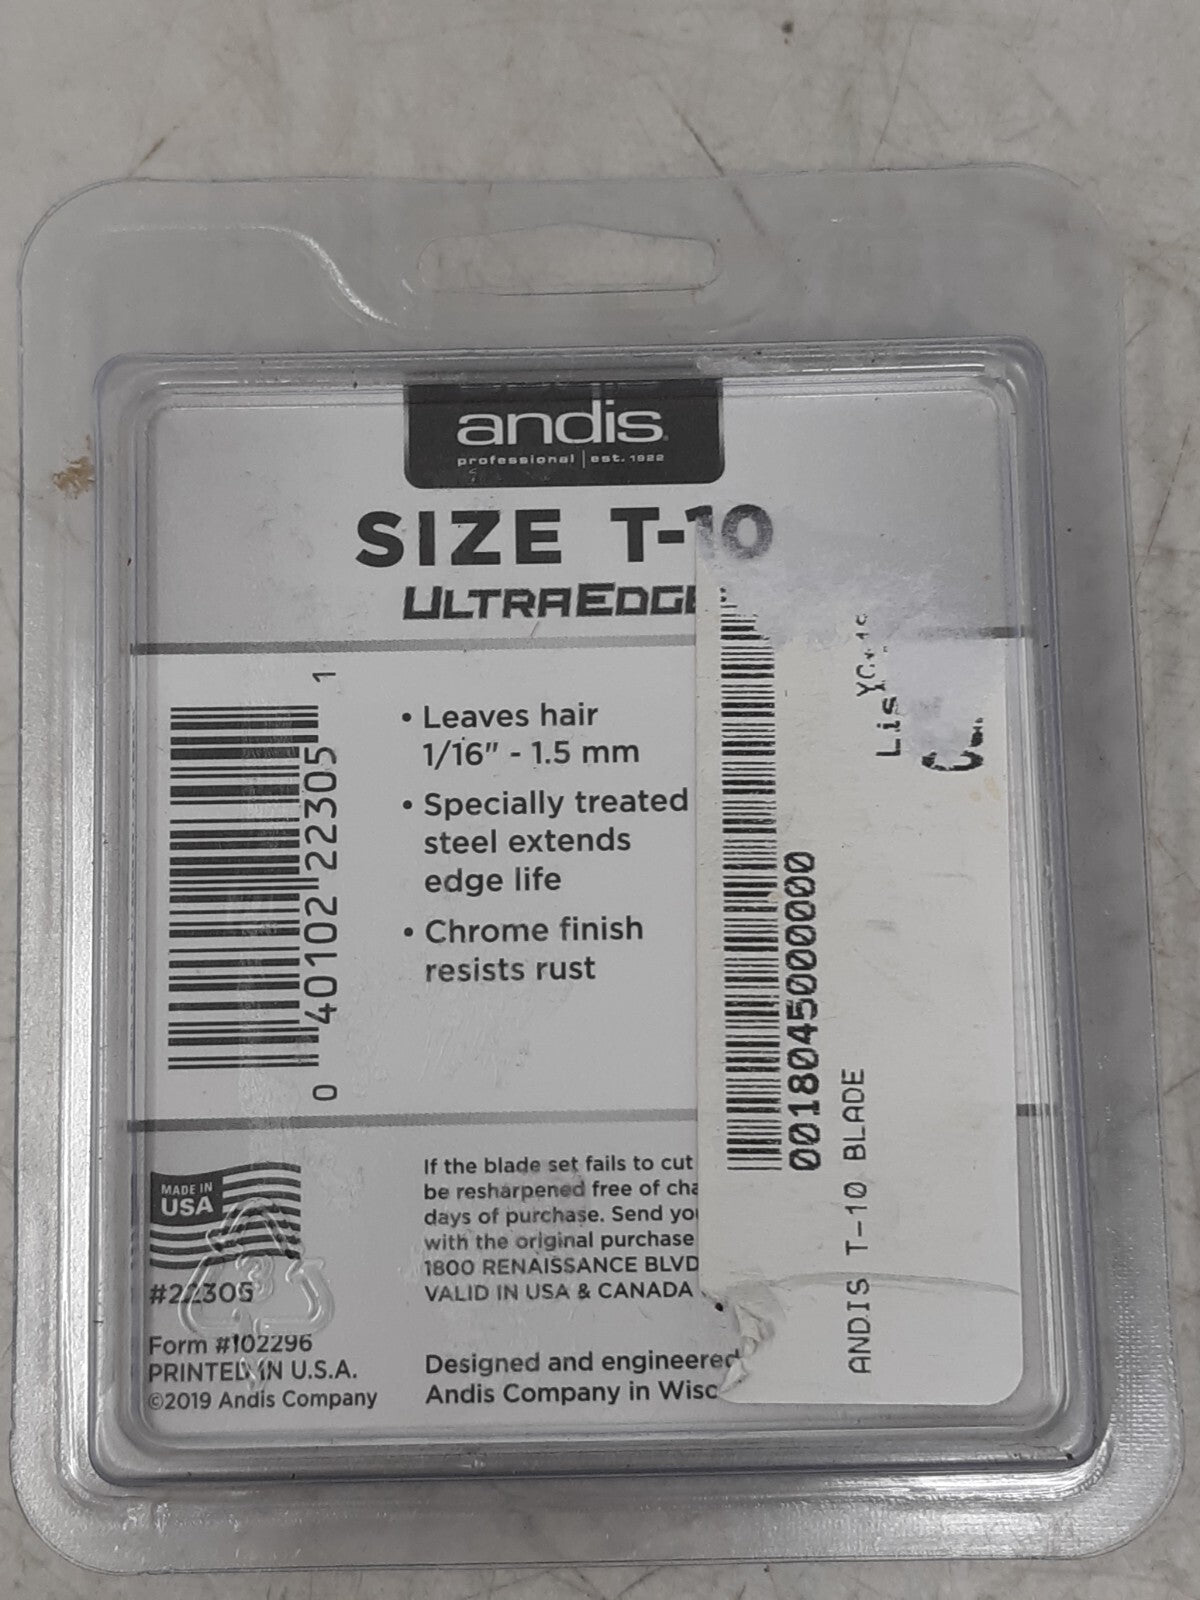 andis
professional | est. 1922
SIZE T-10
ULTRAEDGE
• Leaves hair
1/16" - 1.5 mm
• Specially treated
steel extends
edge life
• Chrome finish
resists rust
0 40102 22305 1
MADE IN
USA
#22305
Form #102296
PRINTED IN U.S.A.
©2019 Andis Company
If the blade set fails to cut
be resharpened free of cha
days of purchase. Send you
with the original purchase
1800 RENAISSANCE BLVD
VALID IN USA & CANADA
Designed and engineered
Andis Company in Wisc
001804500000000
ANDIS T-10 BLADE
Lis